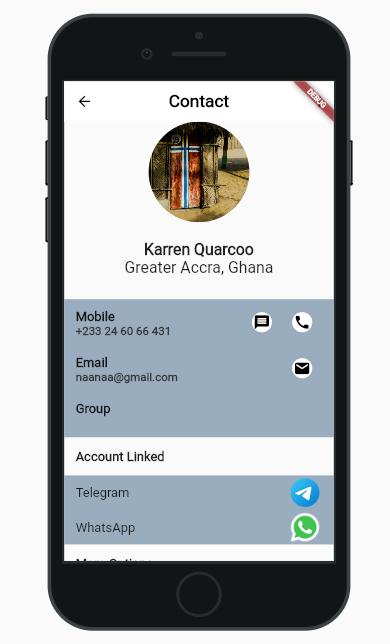 Contact
DEBUG
Karren Quarcoo
Greater Accra, Ghana
Mobile
+233 24 60 66 431
Email
naanaa@gmail.com
Group
Account Linked
Telegram
WhatsApp